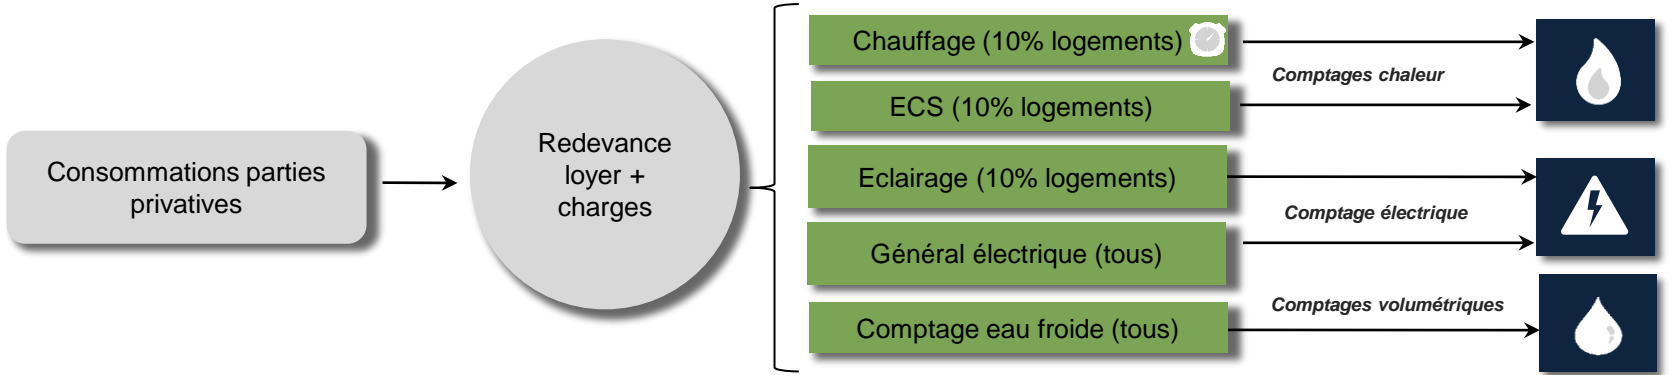 Consommations parties
privatives
Redevance
loyer +
charges
Chauffage (10% logements)
ECS (10% logements)
Eclairage (10% logements)
Général électrique (tous)
Comptage eau froide (tous)
Comptages chaleur
Comptage électrique
Comptages volumétriques